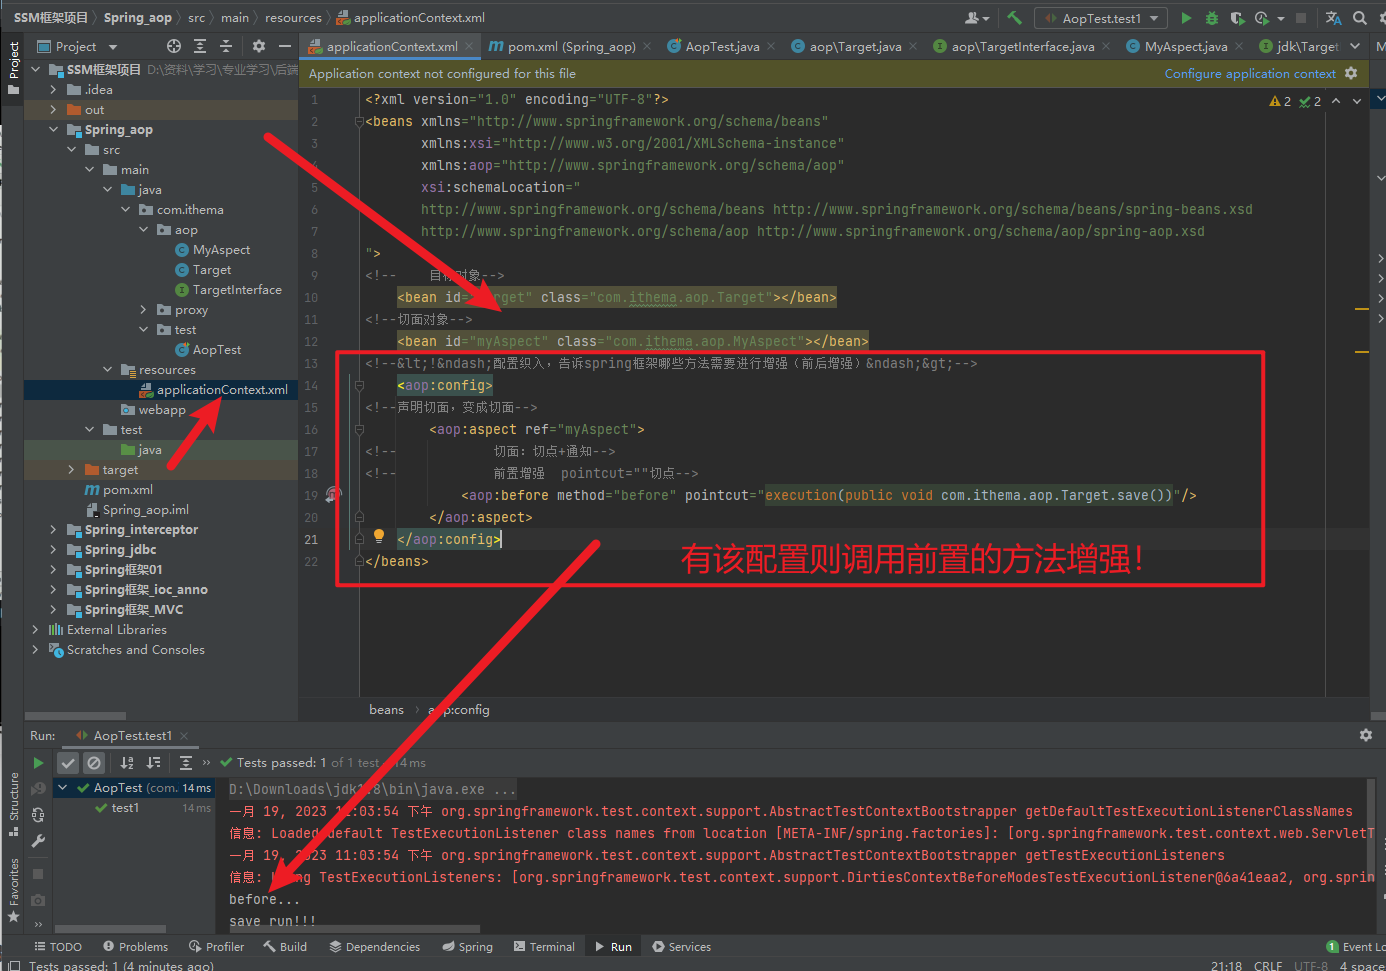 SSM框架项目 Spring_aop src main resources applicationContext.xml AopTest.test1
Project applicationContext.xml pom.xml (Spring_aop) AopTest.java aop\Target.java aop\TargetInterface.java MyAspect.java jdk\Target
Project
SSM框架项目 D:\资料\学习\专业学习\后端
.idea
out
Spring_aop
src
main
java
com.ithema
aop
MyAspect
Target
TargetInterface
proxy
test
AopTest
resources
applicationContext.xml
webapp
test
java
target
pom.xml
Spring_aop.iml
Spring_interceptor
Spring_jdbc
Spring框架01
Spring框架_ioc_anno
Spring框架_MVC
External Libraries
Scratches and Consoles
Application context not configured for this file Configure application context
2 2
1 <?xml version="1.0" encoding="UTF-8"?>
2 <beans xmlns="http://www.springframework.org/schema/beans"
3 xmlns:xsi="http://www.w3.org/2001/XMLSchema-instance"
4 xmlns:aop="http://www.springframework.org/schema/aop"
5 xsi:schemaLocation="
6 http://www.springframework.org/schema/beans http://www.springframework.org/schema/beans/spring-beans.xsd
7 http://www.springframework.org/schema/aop http://www.springframework.org/schema/aop/spring-aop.xsd
8 ">
9 <!-- 目标对象-->
10 <bean id="target" class="com.ithema.aop.Target"></bean>
11 <!--切面对象-->
12 <bean id="myAspect" class="com.ithema.aop.MyAspect"></bean>
13 <!--&lt;!&ndash;配置织入，告诉spring框架哪些方法需要进行增强（前后增强）&ndash;&gt;-->
14 <aop:config>
15 <!--声明切面，变成切面-->
16 <aop:aspect ref="myAspect">
17 <!-- 切面：切点+通知-->
18 <!-- 前置增强 pointcut=""切点-->
19 <aop:before method="before" pointcut="execution(public void com.ithema.aop.Target.save())"/>
20 </aop:aspect>
21 </aop:config>
22 </beans>
有该配置则调用前置的方法增强！
beans aop:config
Run: AopTest.test1
Tests passed: 1 of 1 test – 14 ms
AopTest (com. 14 ms
test1 14 ms
D:\Downloads\jdk1.8\bin\java.exe ...
一月 19, 2023 11:03:54 下午 org.springframework.test.context.support.AbstractTestContextBootstrapper getDefaultTestExecutionListenerClassNames
信息: Loaded default TestExecutionListener class names from location [META-INF/spring.factories]: [org.springframework.test.context.web.ServletT
一月 19, 2023 11:03:54 下午 org.springframework.test.context.support.AbstractTestContextBootstrapper getTestExecutionListeners
信息: Using TestExecutionListeners: [org.springframework.test.context.support.DirtiesContextBeforeModesTestExecutionListener@6a41eaa2, org.sprin
before...
save run!!!
Structure
Favorites
TODO Problems Profiler Build Dependencies Spring Terminal Run Services 1 Event Lo
Tests passed: 1 (4 minutes ago) 21:18 CRLF UTF-8 4 space